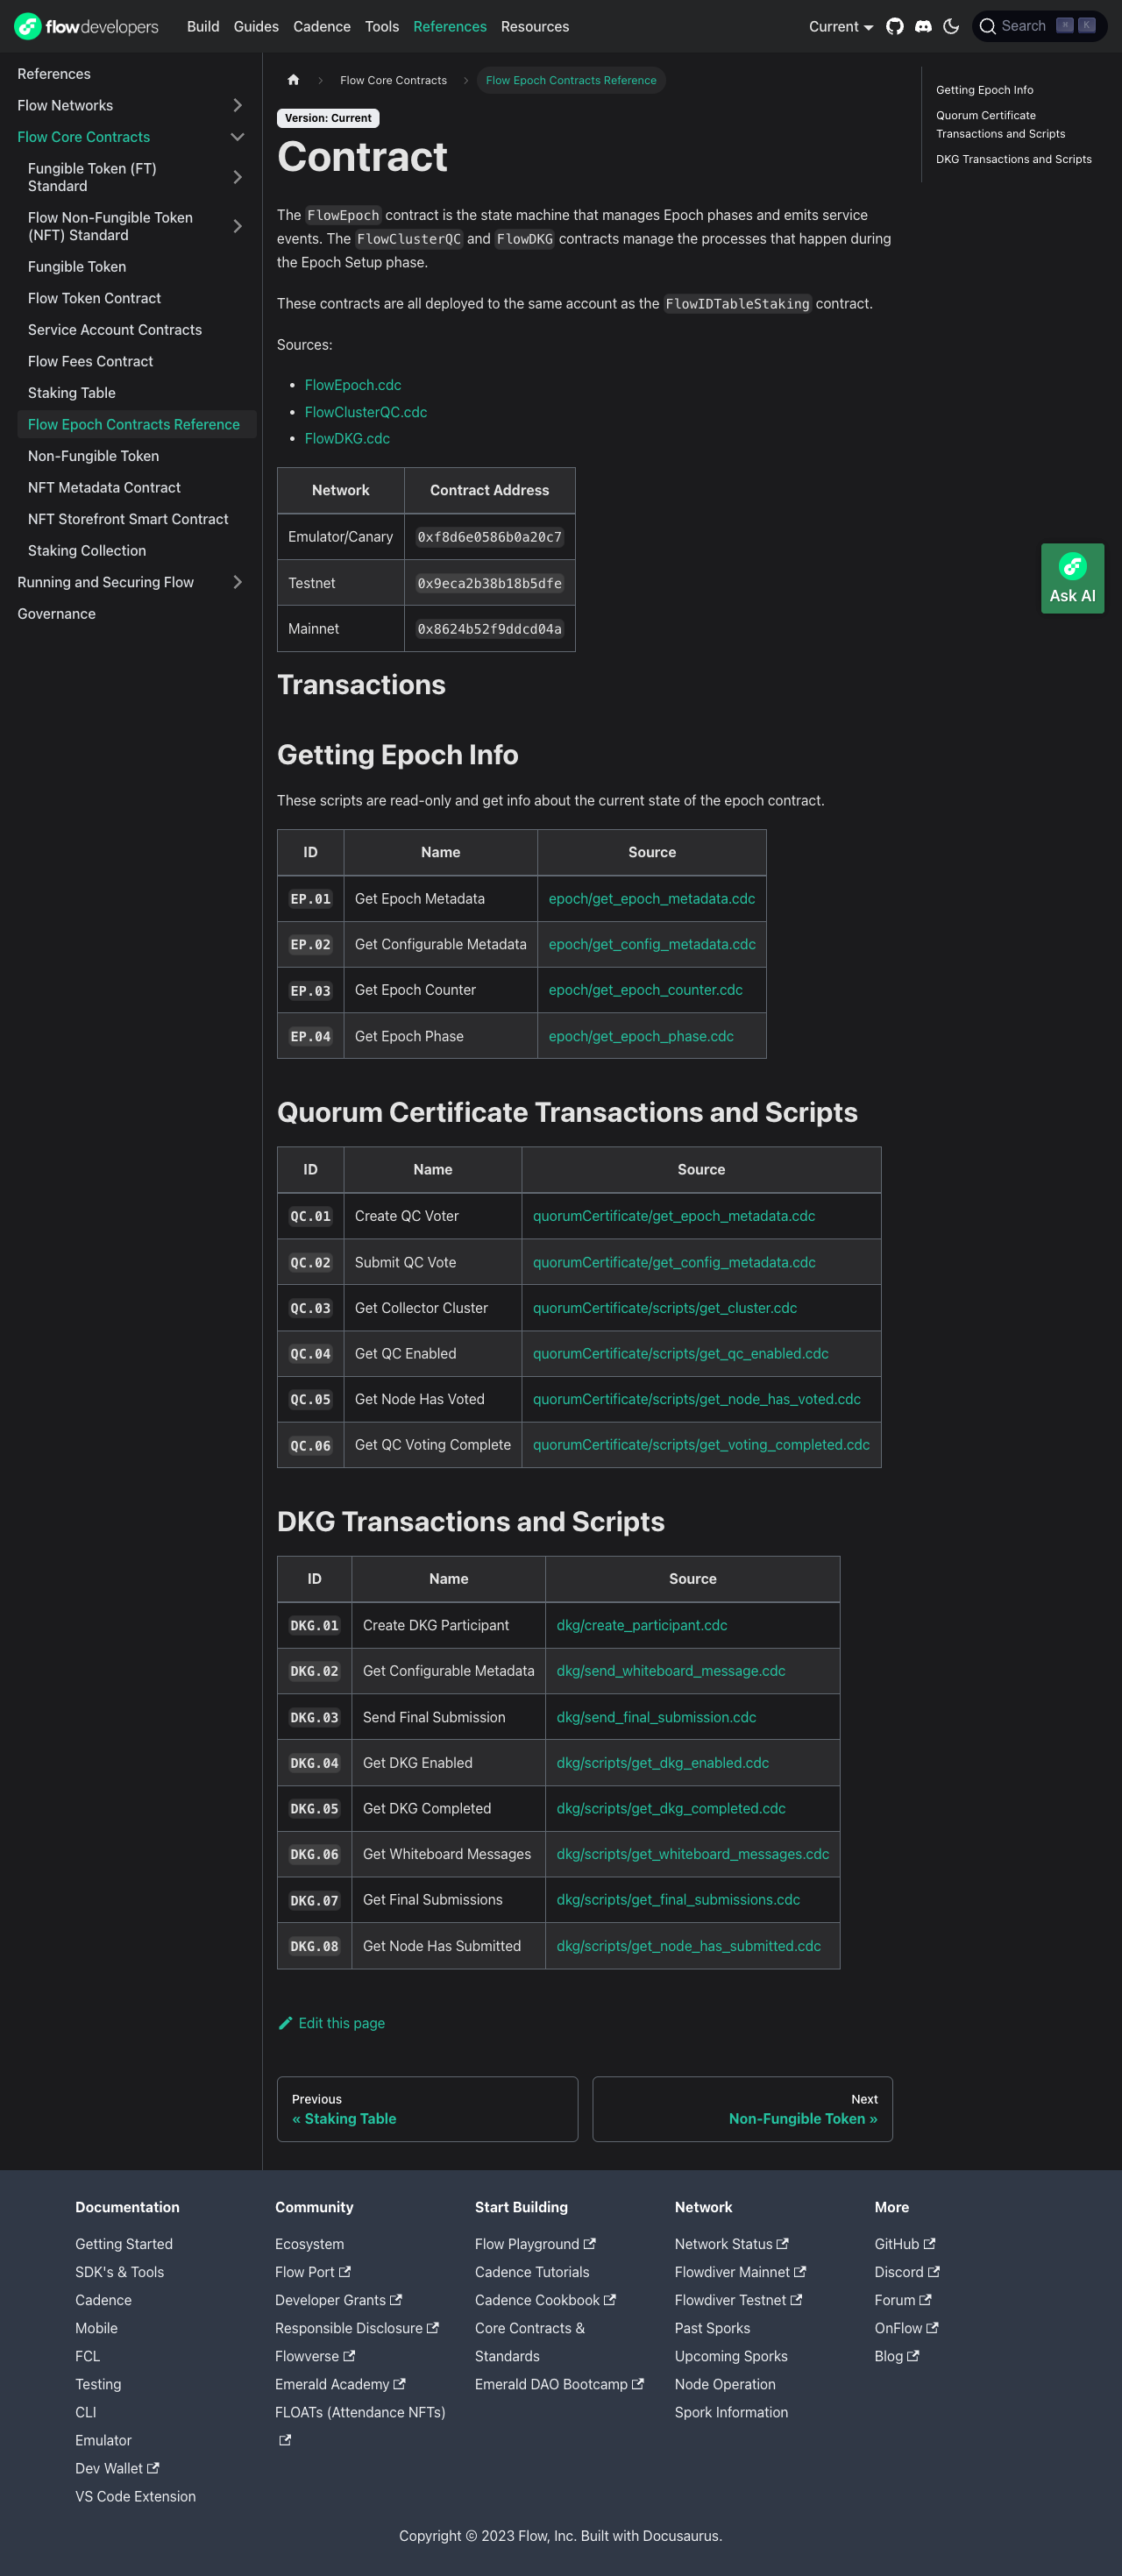 flowdevelopers Build Guides Cadence Tools References Resources Current Search ⌘ K
References
Flow Networks
Flow Core Contracts
Fungible Token (FT)
Standard
Flow Non-Fungible Token
(NFT) Standard
Fungible Token
Flow Token Contract
Service Account Contracts
Flow Fees Contract
Staking Table
Flow Epoch Contracts Reference
Non-Fungible Token
NFT Metadata Contract
NFT Storefront Smart Contract
Staking Collection
Running and Securing Flow
Governance
Flow Core Contracts Flow Epoch Contracts Reference
Version: Current
Contract
The FlowEpoch contract is the state machine that manages Epoch phases and emits service
events. The FlowClusterQC and FlowDKG contracts manage the processes that happen during
the Epoch Setup phase.
These contracts are all deployed to the same account as the FlowIDTableStaking contract.
Sources:
• FlowEpoch.cdc
• FlowClusterQC.cdc
• FlowDKG.cdc
Network Contract Address
Emulator/Canary 0xf8d6e0586b0a20c7
Testnet 0x9eca2b38b18b5dfe
Mainnet 0x8624b52f9ddcd04a
Transactions
Getting Epoch Info
These scripts are read-only and get info about the current state of the epoch contract.
ID Name Source
EP.01 Get Epoch Metadata epoch/get_epoch_metadata.cdc
EP.02 Get Configurable Metadata epoch/get_config_metadata.cdc
EP.03 Get Epoch Counter epoch/get_epoch_counter.cdc
EP.04 Get Epoch Phase epoch/get_epoch_phase.cdc
Quorum Certificate Transactions and Scripts
ID Name Source
QC.01 Create QC Voter quorumCertificate/get_epoch_metadata.cdc
QC.02 Submit QC Vote quorumCertificate/get_config_metadata.cdc
QC.03 Get Collector Cluster quorumCertificate/scripts/get_cluster.cdc
QC.04 Get QC Enabled quorumCertificate/scripts/get_qc_enabled.cdc
QC.05 Get Node Has Voted quorumCertificate/scripts/get_node_has_voted.cdc
QC.06 Get QC Voting Complete quorumCertificate/scripts/get_voting_completed.cdc
DKG Transactions and Scripts
ID Name Source
DKG.01 Create DKG Participant dkg/create_participant.cdc
DKG.02 Get Configurable Metadata dkg/send_whiteboard_message.cdc
DKG.03 Send Final Submission dkg/send_final_submission.cdc
DKG.04 Get DKG Enabled dkg/scripts/get_dkg_enabled.cdc
DKG.05 Get DKG Completed dkg/scripts/get_dkg_completed.cdc
DKG.06 Get Whiteboard Messages dkg/scripts/get_whiteboard_messages.cdc
DKG.07 Get Final Submissions dkg/scripts/get_final_submissions.cdc
DKG.08 Get Node Has Submitted dkg/scripts/get_node_has_submitted.cdc
Edit this page
Previous
« Staking Table
Next
Non-Fungible Token »
Getting Epoch Info
Quorum Certificate
Transactions and Scripts
DKG Transactions and Scripts
Ask AI
Documentation
Getting Started
SDK's & Tools
Cadence
Mobile
FCL
Testing
CLI
Emulator
Dev Wallet
VS Code Extension
Community
Ecosystem
Flow Port
Developer Grants
Responsible Disclosure
Flowverse
Emerald Academy
FLOATs (Attendance NFTs)
Start Building
Flow Playground
Cadence Tutorials
Cadence Cookbook
Core Contracts &
Standards
Emerald DAO Bootcamp
Network
Network Status
Flowdiver Mainnet
Flowdiver Testnet
Past Sporks
Upcoming Sporks
Node Operation
Spork Information
More
GitHub
Discord
Forum
OnFlow
Blog
Copyright © 2023 Flow, Inc. Built with Docusaurus.